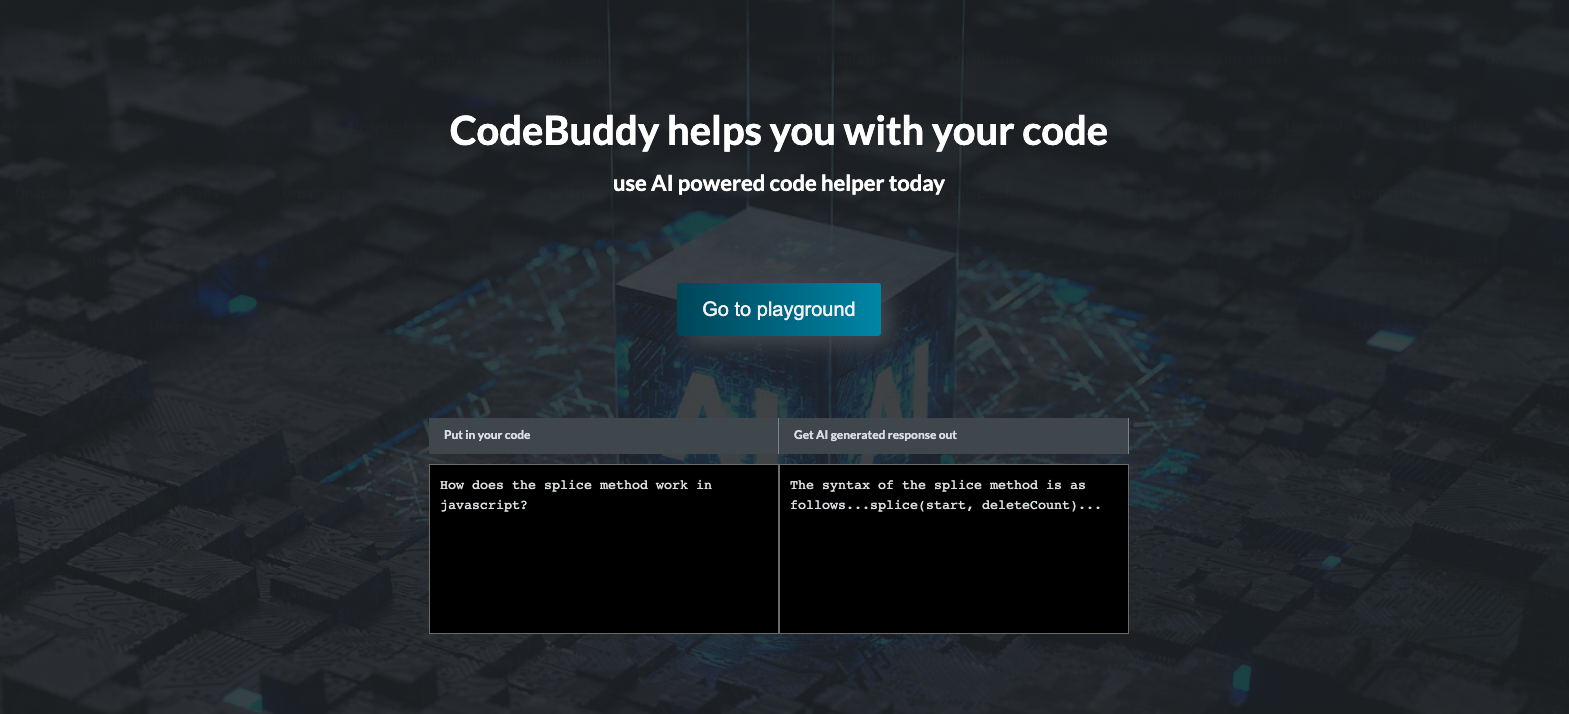 CodeBuddy helps you with your code
use AI powered code helper today
Go to playground
AI AI
Put in your code
Get AI generated response out
How does the splice method work in
javascript?
The syntax of the splice method is as
follows...splice(start, deleteCount)...